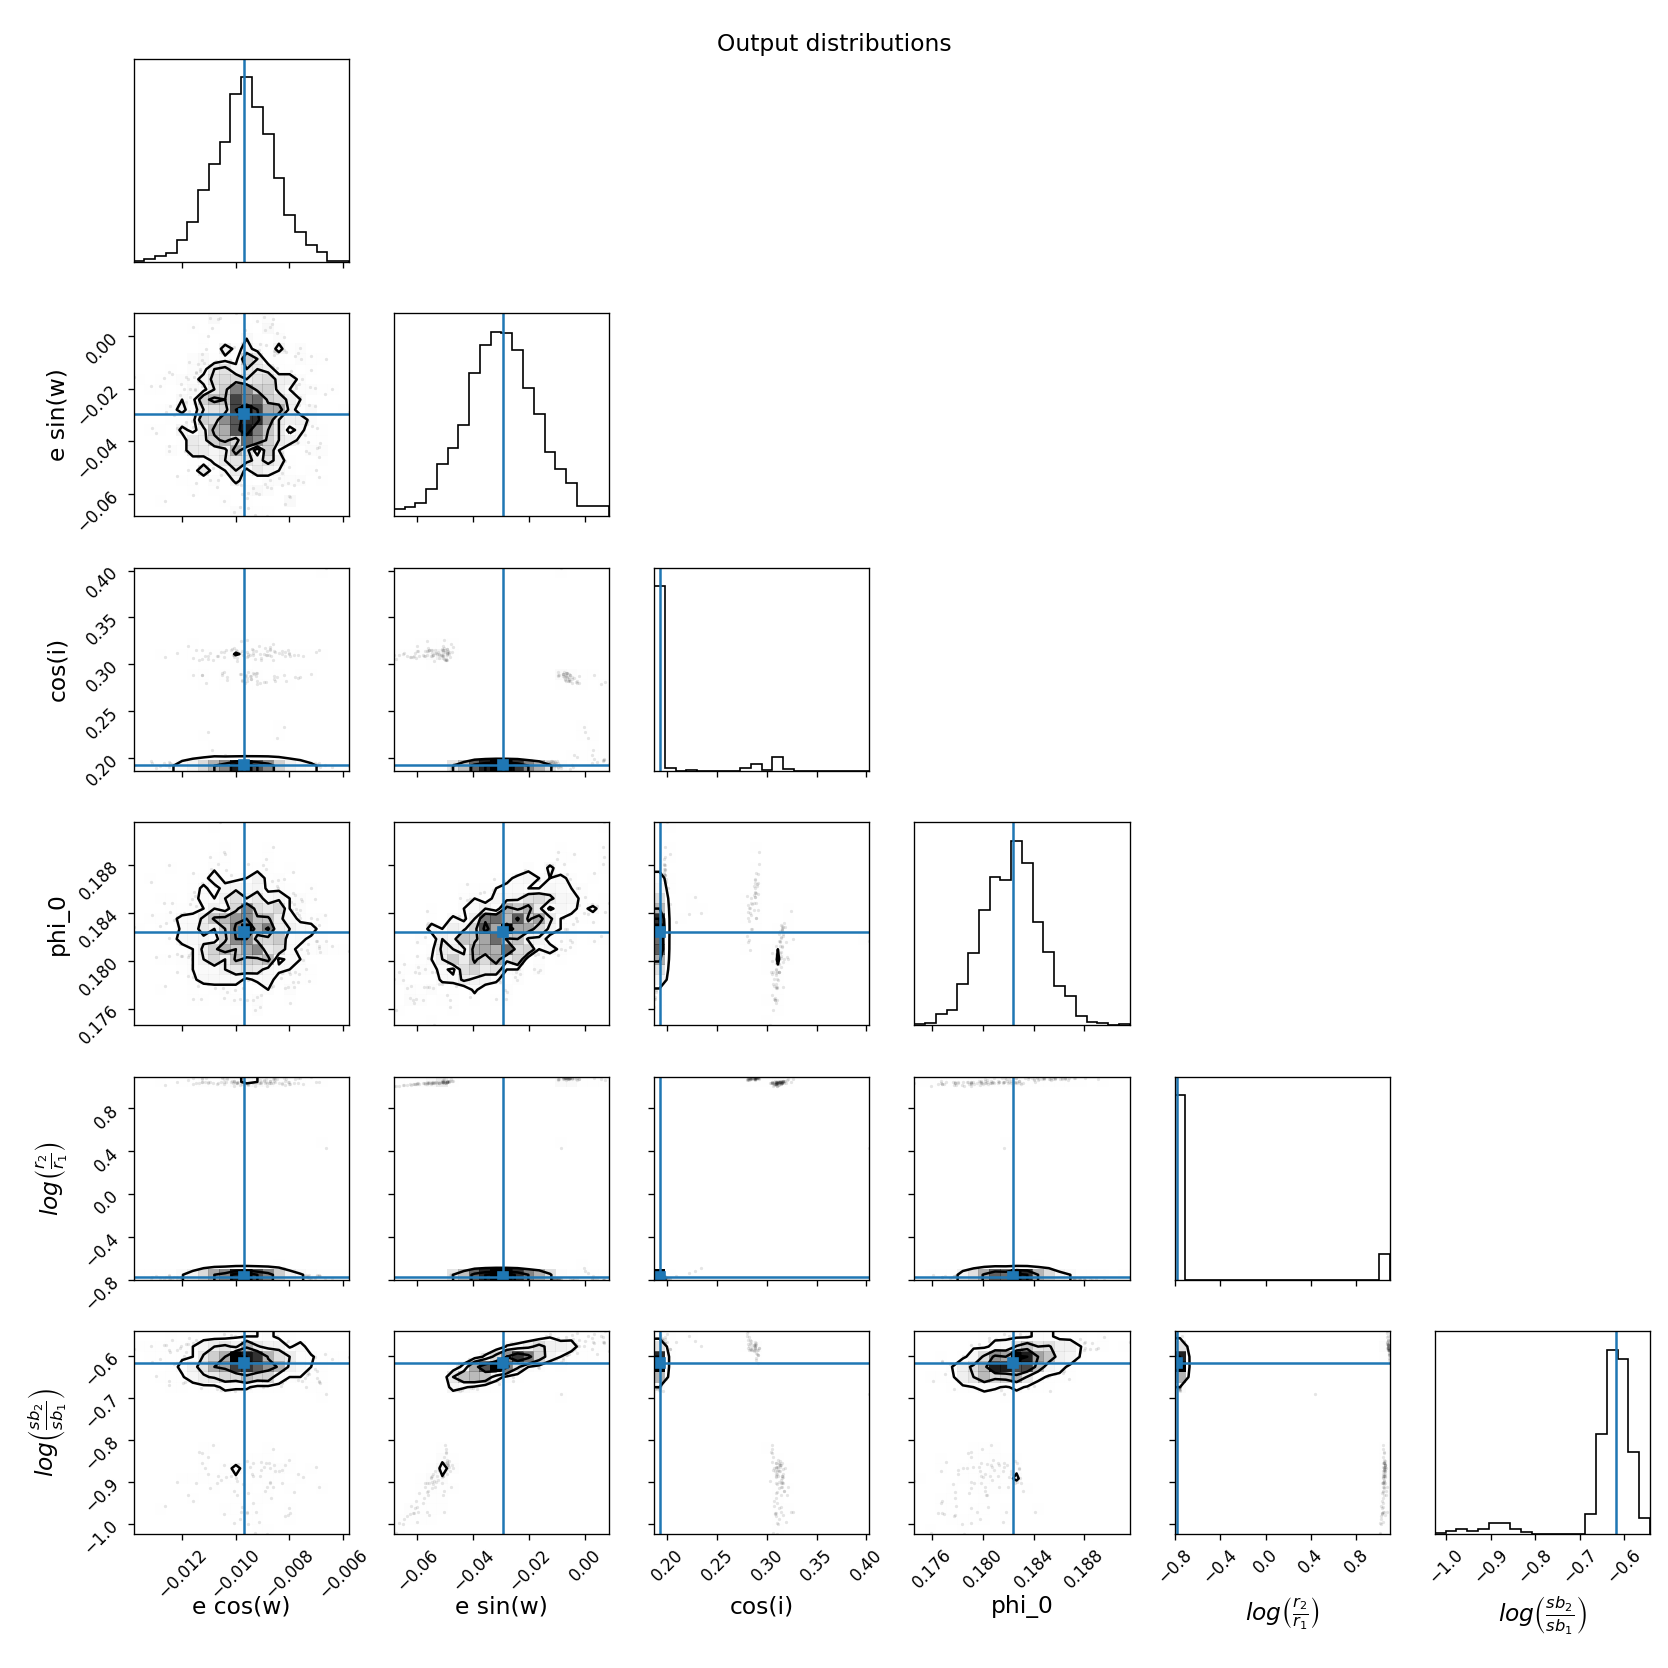 Output distributions
e sin(w)
0.00
−0.02
−0.04
−0.06
cos(i)
0.40
0.35
0.30
0.25
0.20
phi_0
0.188
0.184
0.180
0.176
log(r₂/r₁)
0.8
0.4
0.0
−0.4
−0.8
log(sb₂/sb₁)
−0.6
−0.7
−0.8
−0.9
−1.0
−0.012 −0.010 −0.008 −0.006
−0.06 −0.04 −0.02 0.00
0.20 0.25 0.30 0.35 0.40
0.176 0.180 0.184 0.188
−0.8 −0.4 0.0 0.4 0.8
−1.0 −0.9 −0.8 −0.7 −0.6
e cos(w)
e sin(w)
cos(i)
phi_0
log(r₂/r₁)
log(sb₂/sb₁)